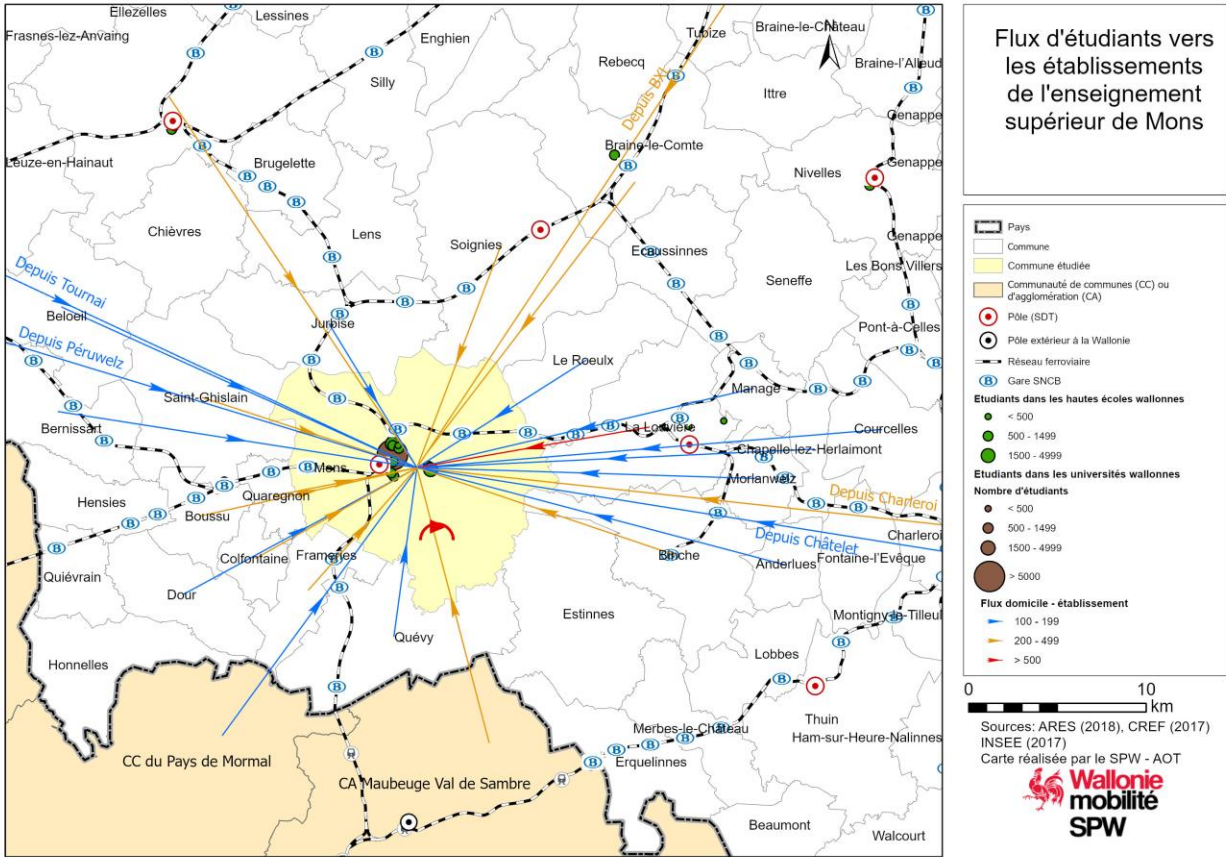 Ellezelles
Lessines
Frasnes-lez-Anvaing
Enghien
Silly
Rebecq
Tubize
Braine-le-Château
N
Braine-l'Alleud
Ittre
Genappe
Depuis BXL
Leuze-en-Hainaut
Brugelette
Braine-le-Comte
Nivelles
Genappe
Chièvres
Lens
Soignies
Ecaussinnes
Genappe
Seneffe
Les Bons Villers
Depuis Tournai
Beloeil
Jurbise
Pont-à-Celles
Depuis Péruwelz
Le Roeulx
Manage
Saint-Ghislain
Bernissart
La Louvière
Courcelles
Chapelle-lez-Herlaimont
Mons
Morlanwelz
Hensies
Quaregnon
Boussu
Depuis Charleroi
Depuis Châtelet
Charleroi
Colfontaine
Frameries
Binche
Anderlues
Fontaine-l'Evêque
Quiévrain
Dour
Estinnes
Montigny-le-Tilleul
Quévy
Honnelles
Lobbes
Thuin
Merbes-le-Château
Ham-sur-Heure-Nalinnes
CC du Pays de Mormal
Erquelinnes
CA Maubeuge Val de Sambre
Beaumont
Walcourt
Flux d'étudiants vers
les établissements
de l'enseignement
supérieur de Mons
Pays
Commune
Commune étudiée
Communauté de communes (CC) ou
d'agglomération (CA)
Pôle (SDT)
Pôle extérieur à la Wallonie
Réseau ferroviaire
B Gare SNCB
Etudiants dans les hautes écoles wallonnes
< 500
500 - 1499
1500 - 4999
Etudiants dans les universités wallonnes
Nombre d'étudiants
< 500
500 - 1499
1500 - 4999
> 5000
Flux domicile - établissement
100 - 199
200 - 499
> 500
0 10
km
Sources: ARES (2018), CREF (2017)
INSEE (2017)
Carte réalisée par le SPW - AOT
Wallonie
mobilité
SPW